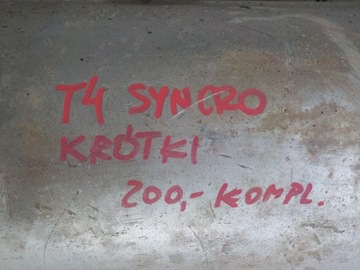 T4 SYNCRO
KRÓTKI
200,- KOMPL.